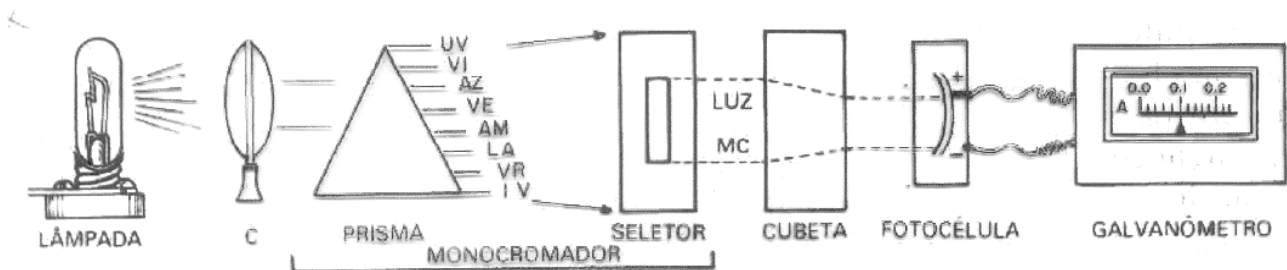 UV
VI
AZ
VE
AM
LA
VR
IV
LUZ
MC
+
-
0.0 0.1 0.2
A
LÂMPADA
C
PRISMA
SELETOR
CUBETA
FOTOCÉLULA
GALVANÔMETRO
MONOCROMADOR